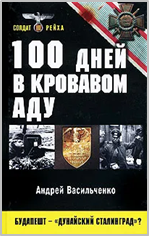 СОЛДАТ РЕЙХА
100 ДНЕЙ
В КРОВАВОМ
АДУ
Андрей Васильченко
БУДАПЕШТ – «ДУНАЙСКИЙ СТАЛИНГРАД»?